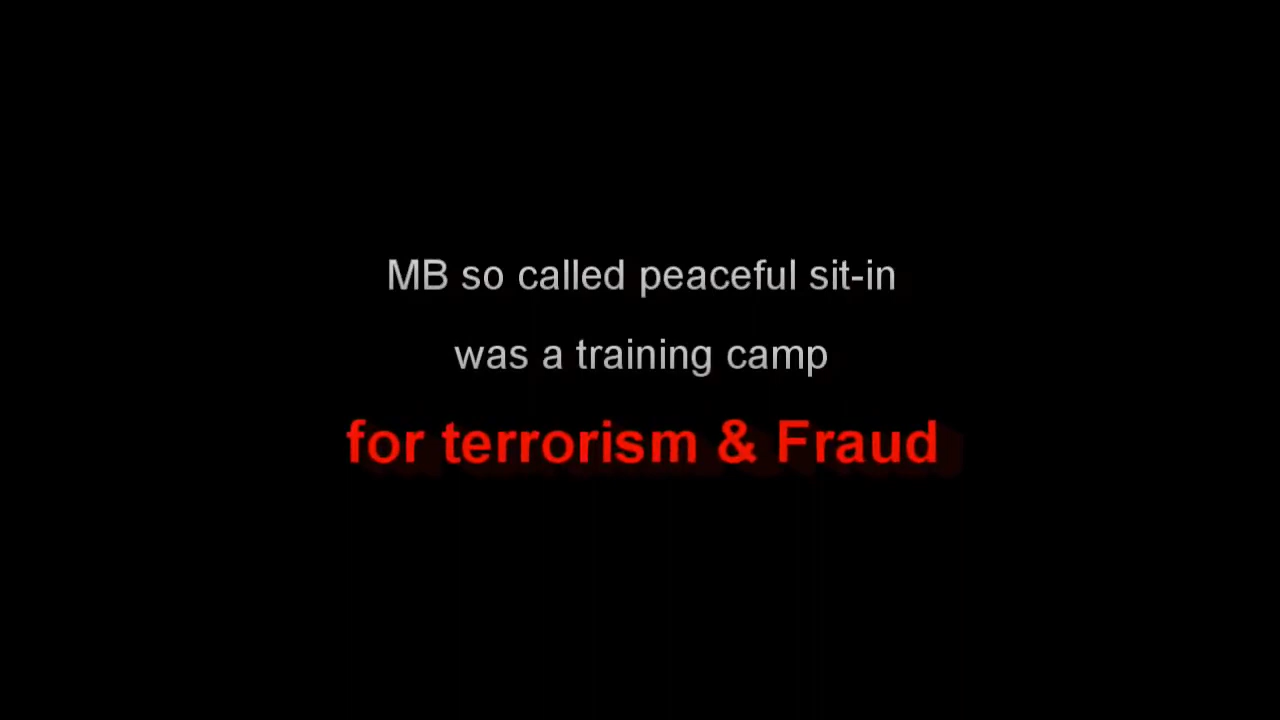 MB so called peaceful sit-in
was a training camp
for terrorism & Fraud